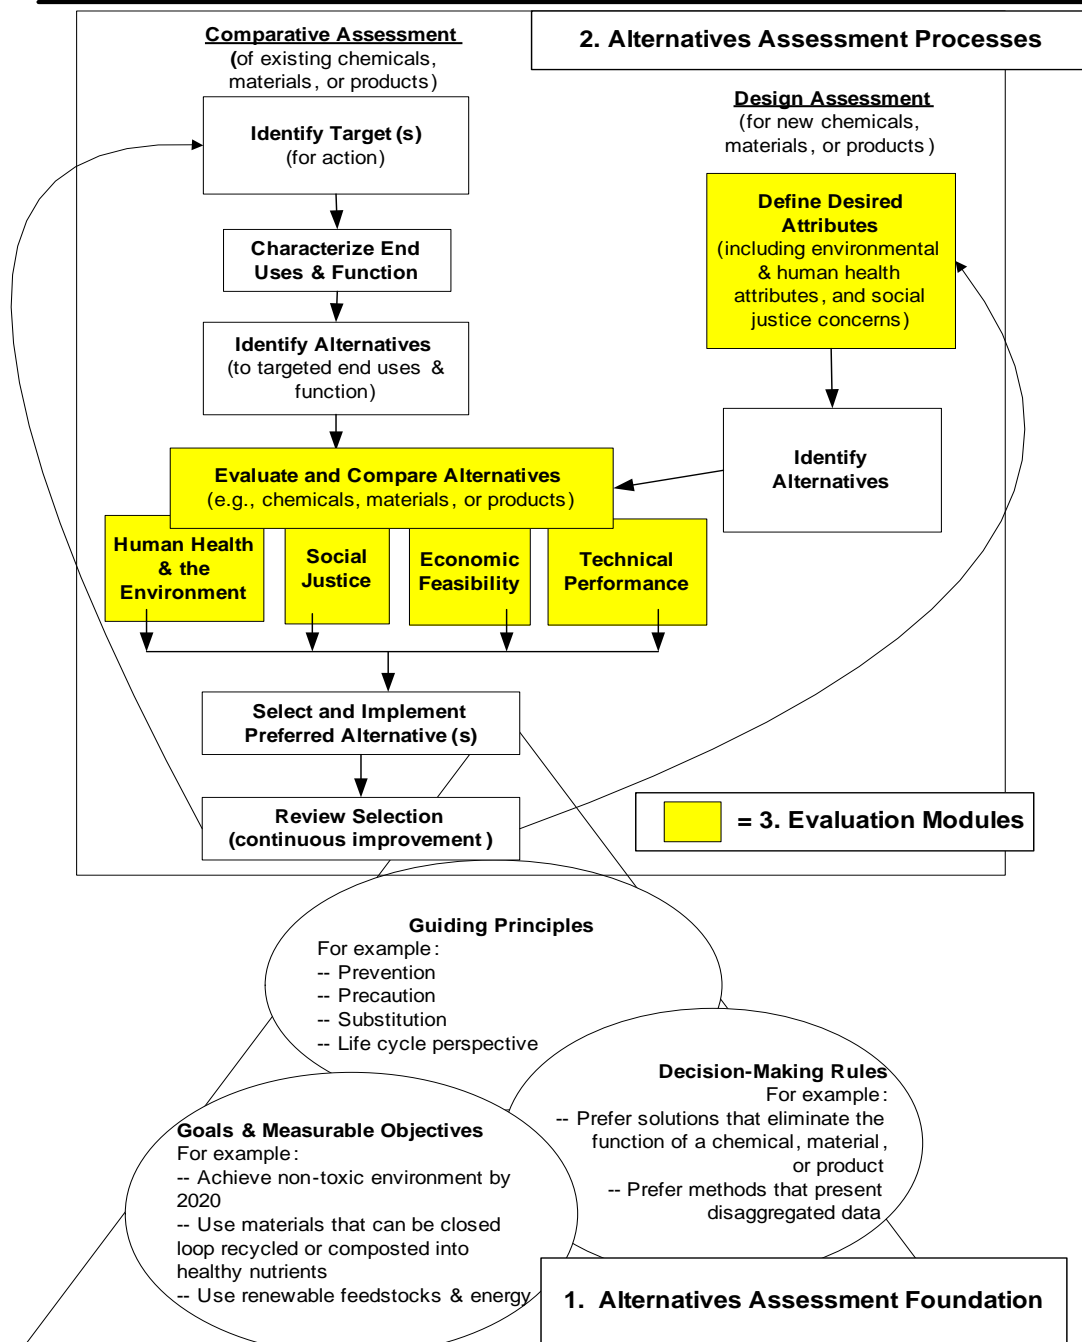 2. Alternatives Assessment Processes
Comparative Assessment
(of existing chemicals,
materials, or products)
Identify Target(s)
(for action)
Characterize End
Uses & Function
Identify Alternatives
(to targeted end uses &
function)
Design Assessment
(for new chemicals,
materials, or products)
Define Desired
Attributes
(including environmental
& human health
attributes, and social
justice concerns)
Identify
Alternatives
Evaluate and Compare Alternatives
(e.g., chemicals, materials, or products)
Human Health
& the
Environment
Social
Justice
Economic
Feasibility
Technical
Performance
Select and Implement
Preferred Alternative(s)
Review Selection
(continuous improvement)
= 3. Evaluation Modules
Guiding Principles
For example:
-- Prevention
-- Precaution
-- Substitution
-- Life cycle perspective
Decision-Making Rules
For example:
-- Prefer solutions that eliminate the
function of a chemical, material,
or product
-- Prefer methods that present
disaggregated data
Goals & Measurable Objectives
For example:
-- Achieve non-toxic environment by
2020
-- Use materials that can be closed
loop recycled or composted into
healthy nutrients
-- Use renewable feedstocks & energy
1. Alternatives Assessment Foundation